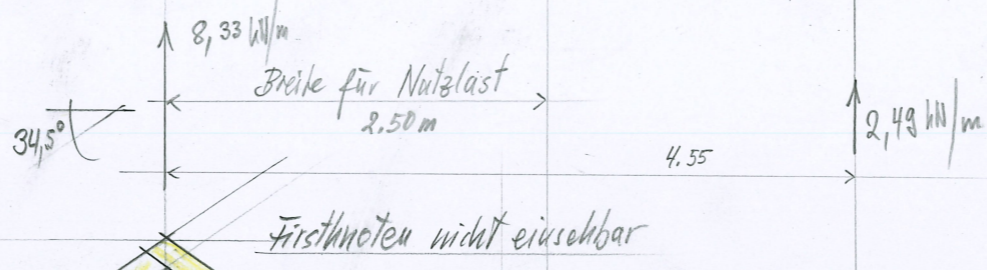 8,33 kN/m
Breite für Nutzlast
2.50 m
34,5°
2,49 kN/m
4.55
Firstknoten nicht einsehbar